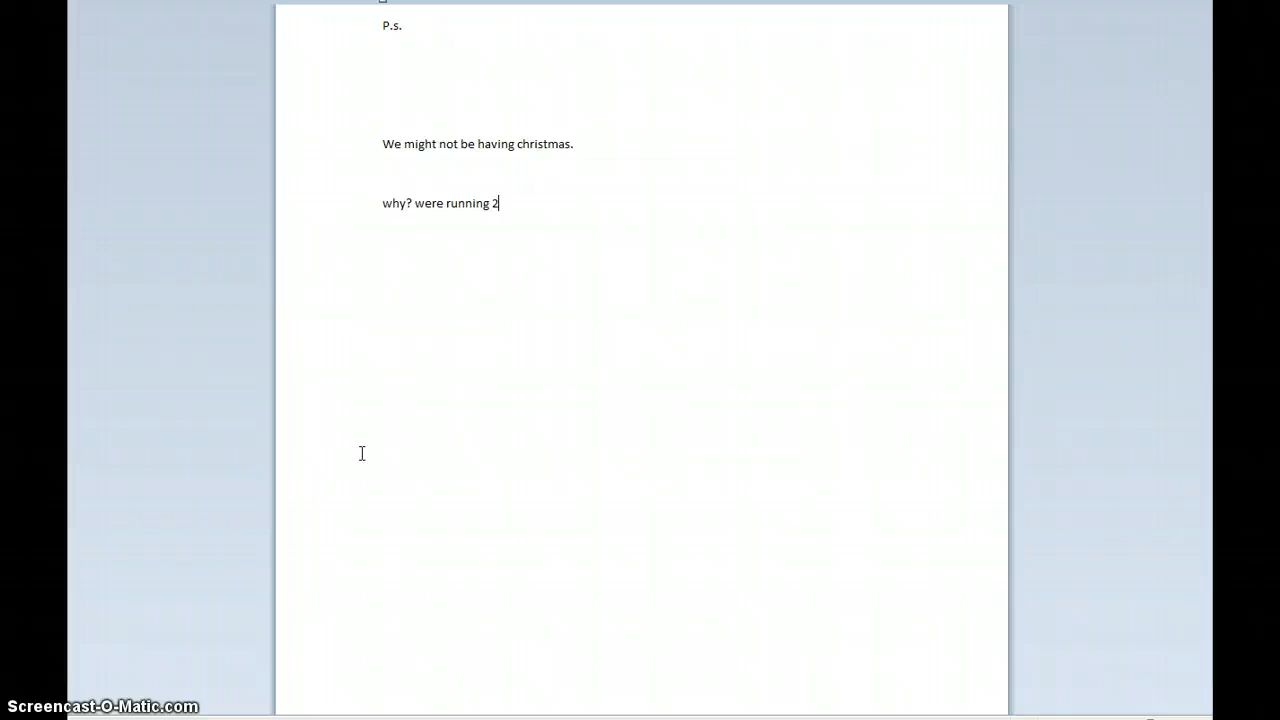 P.s.
We might not be having christmas.
why? were running 2
Screencast-O-Matic.com